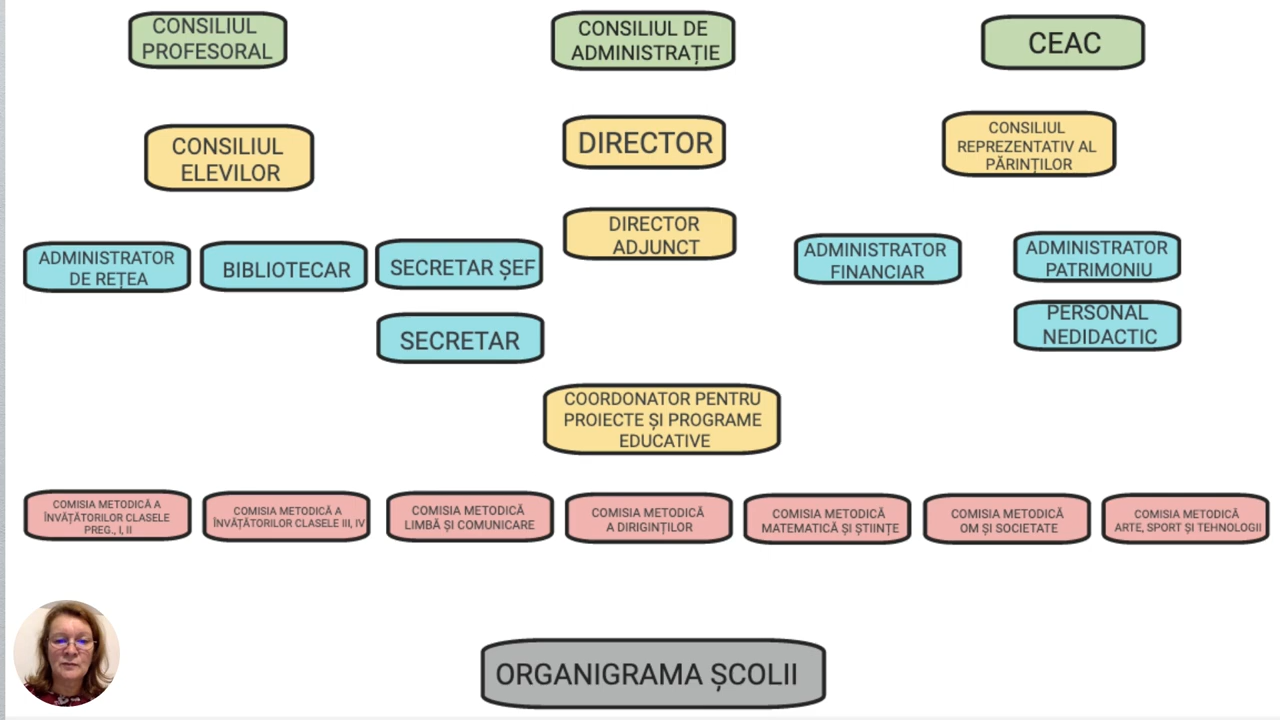 CONSILIUL
PROFESORAL
CONSILIUL DE
ADMINISTRAȚIE
CEAC
CONSILIUL
ELEVILOR
DIRECTOR
CONSILIUL
REPREZENTATIV AL
PĂRINȚILOR
DIRECTOR
ADJUNCT
ADMINISTRATOR
DE REȚEA
BIBLIOTECAR
SECRETAR ȘEF
ADMINISTRATOR
FINANCIAR
ADMINISTRATOR
PATRIMONIU
SECRETAR
PERSONAL
NEDIDACTIC
COORDONATOR PENTRU
PROIECTE ȘI PROGRAME
EDUCATIVE
COMISIA METODICĂ A
ÎNVĂȚĂTORILOR CLASELE
PREG., I, II
COMISIA METODICĂ A
ÎNVĂȚĂTORILOR CLASELE III, IV
COMISIA METODICĂ
LIMBĂ ȘI COMUNICARE
COMISIA METODICĂ
A DIRIGINȚILOR
COMISIA METODICĂ
MATEMATICĂ ȘI ȘTIINȚE
COMISIA METODICĂ
OM ȘI SOCIETATE
COMISIA METODICĂ
ARTE, SPORT ȘI TEHNOLOGII
ORGANIGRAMA ȘCOLII